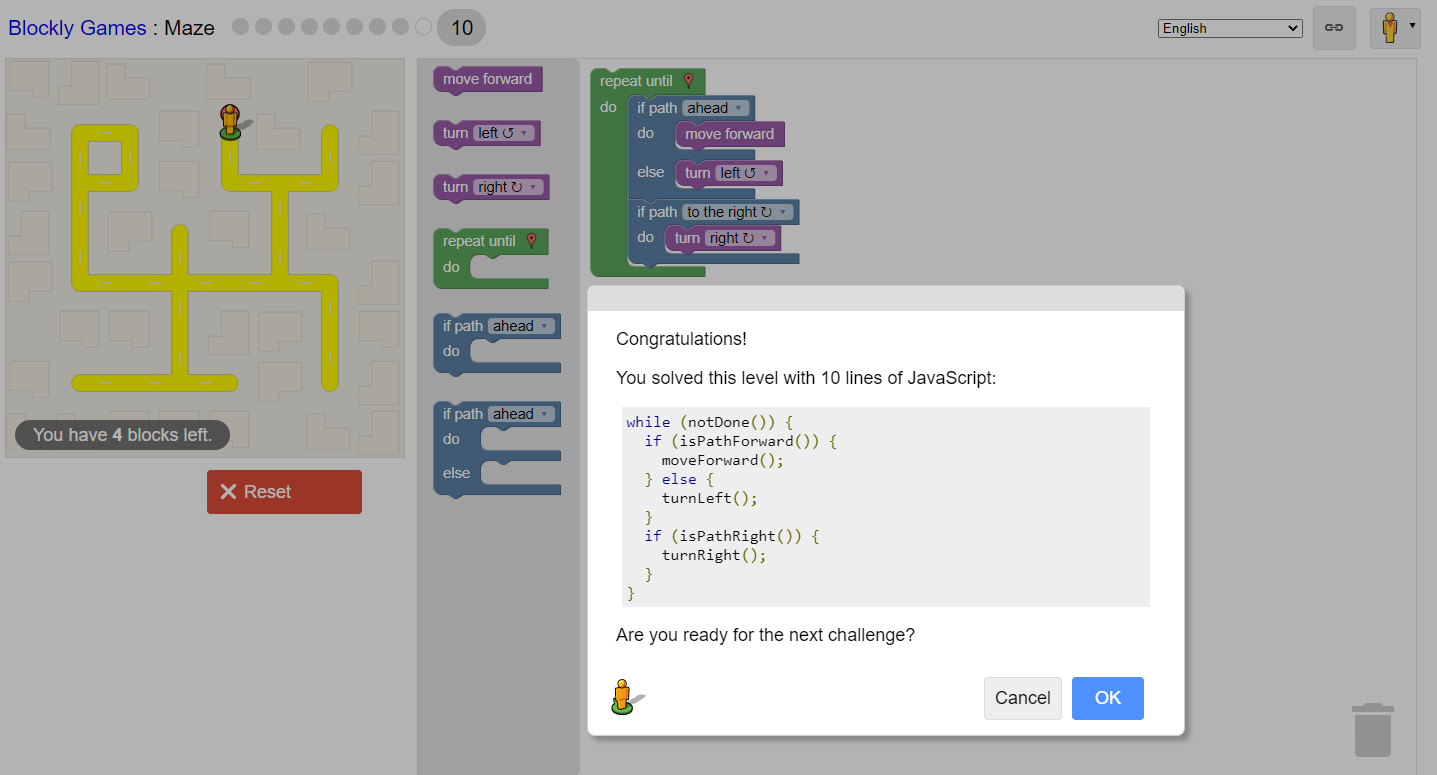 Blockly Games : Maze 10 English
move forward
turn left ↺
turn right ↻
repeat until
do
if path ahead
do
if path ahead
do
else
repeat until
do if path ahead
do move forward
else turn left ↺
if path to the right ↻
do turn right ↻
You have 4 blocks left.
Reset
Congratulations!
You solved this level with 10 lines of JavaScript:
while (notDone()) {
  if (isPathForward()) {
    moveForward();
  } else {
    turnLeft();
  }
  if (isPathRight()) {
    turnRight();
  }
}
Are you ready for the next challenge?
Cancel OK